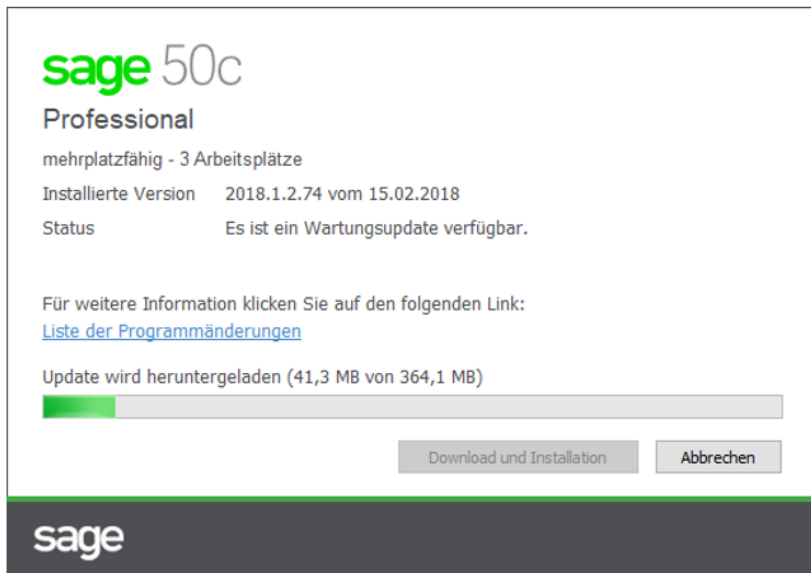 sage 50c
Professional
mehrplatzfähig - 3 Arbeitsplätze
Installierte Version 2018.1.2.74 vom 15.02.2018
Status Es ist ein Wartungsupdate verfügbar.
Für weitere Information klicken Sie auf den folgenden Link:
Liste der Programmänderungen
Update wird heruntergeladen (41,3 MB von 364,1 MB)
Download und Installation Abbrechen
sage